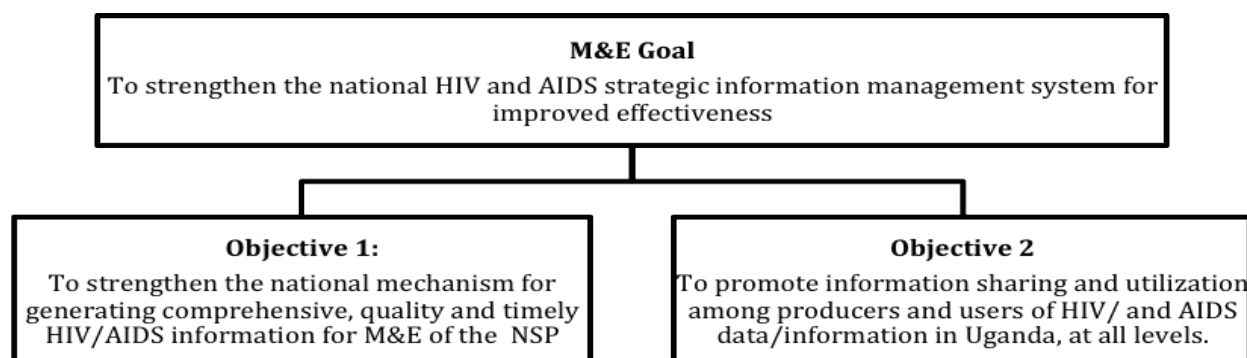 M&E Goal
To strengthen the national HIV and AIDS strategic information management system for
improved effectiveness
Objective 1:
To strengthen the national mechanism for
generating comprehensive, quality and timely
HIV/AIDS information for M&E of the NSP
Objective 2
To promote information sharing and utilization
among producers and users of HIV/ and AIDS
data/information in Uganda, at all levels.